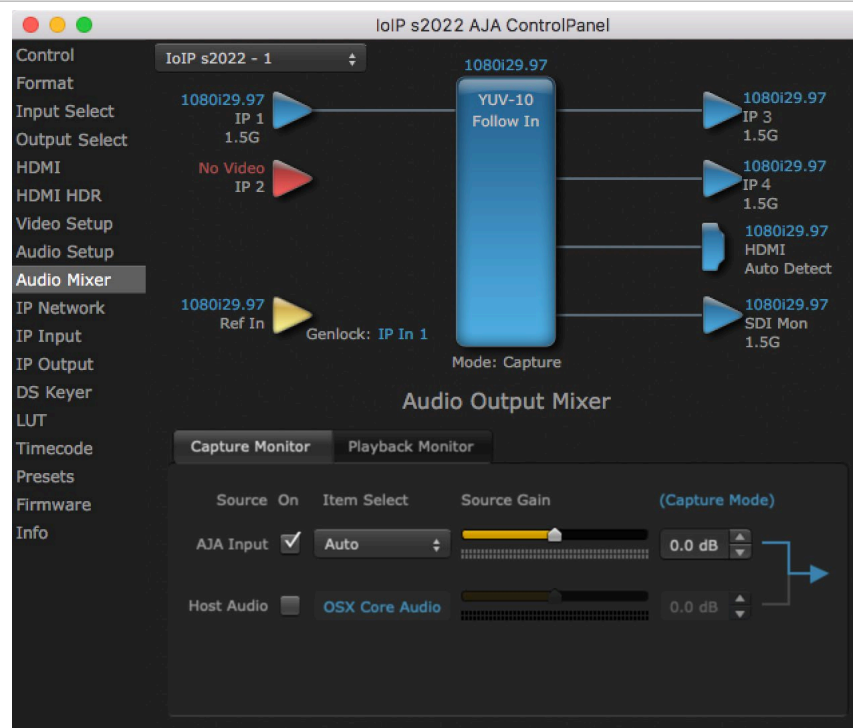 IoIP s2022 AJA ControlPanel
Control
Format
Input Select
Output Select
HDMI
HDMI HDR
Video Setup
Audio Setup
Audio Mixer
IP Network
IP Input
IP Output
DS Keyer
LUT
Timecode
Presets
Firmware
Info
IoIP s2022 - 1
1080i29.97
IP 1
1.5G
No Video
IP 2
1080i29.97
Ref In
Genlock: IP In 1
1080i29.97
YUV-10
Follow In
Mode: Capture
1080i29.97
IP 3
1.5G
1080i29.97
IP 4
1.5G
1080i29.97
HDMI
Auto Detect
1080i29.97
SDI Mon
1.5G
Audio Output Mixer
Capture Monitor Playback Monitor
Source On Item Select Source Gain (Capture Mode)
AJA Input Auto 0.0 dB
Host Audio OSX Core Audio 0.0 dB